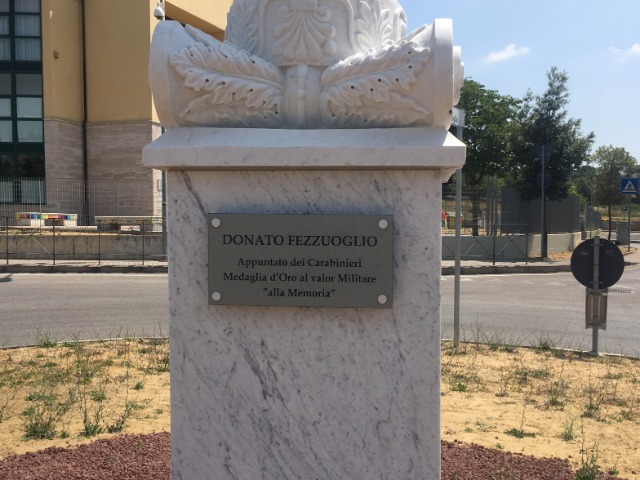 DONATO FEZZUOGLIO
Appuntato dei Carabinieri
Medaglia d'Oro al valor Militare
"alla Memoria"